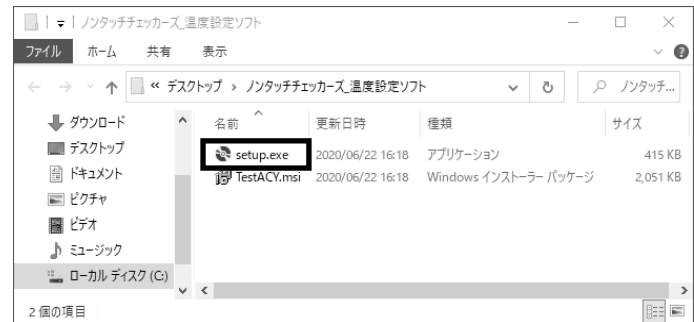 ノンタッチチェッカーズ_温度設定ソフト
ファイル ホーム 共有 表示
« デスクトップ › ノンタッチチェッカーズ_温度設定ソフト ノンタッチ...
名前 更新日時 種類 サイズ
setup.exe 2020/06/22 16:18 アプリケーション 415 KB
TestACY.msi 2020/06/22 16:18 Windows インストーラー パッケージ 2,051 KB
ダウンロード
デスクトップ
ドキュメント
ピクチャ
ビデオ
ミュージック
ローカル ディスク (C:)
2 個の項目